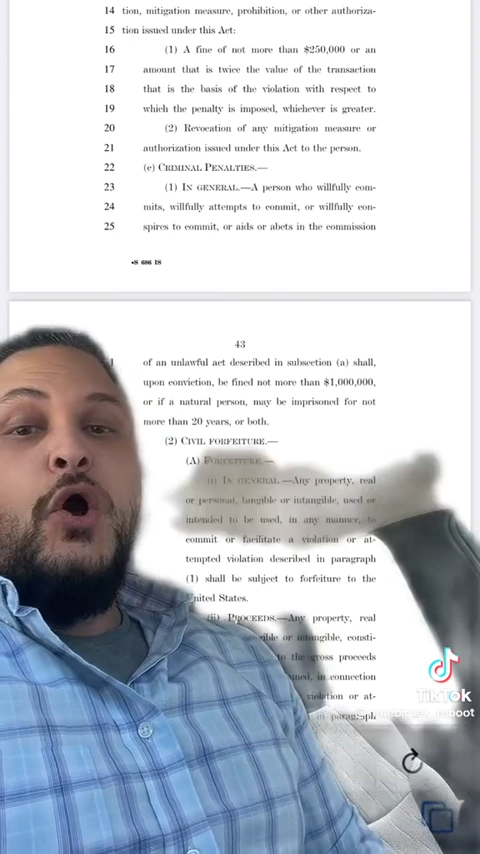 14 tion, mitigation measure, prohibition, or other authoriza-
15 tion issued under this Act:
16 (1) A fine of not more than $250,000 or an
17 amount that is twice the value of the transaction
18 that is the basis of the violation with respect to
19 which the penalty is imposed, whichever is greater.
20 (2) Revocation of any mitigation measure or
21 authorization issued under this Act to the person.
22 (c) CRIMINAL PENALTIES.—
23 (1) IN GENERAL.—A person who willfully com-
24 mits, willfully attempts to commit, or willfully con-
25 spires to commit, or aids or abets in the commission
•S 686 IS
43
1 of an unlawful act described in subsection (a) shall,
upon conviction, be fined not more than $1,000,000,
or if a natural person, may be imprisoned for not
more than 20 years, or both.
(2) CIVIL FORFEITURE.—
(A) FORFEITURE.—
(i) IN GENERAL.—Any property, real
or personal, tangible or intangible, used or
intended to be used, in any manner, to
commit or facilitate a violation or at-
tempted violation described in paragraph
(1) shall be subject to forfeiture to the
United States.
(ii) PROCEEDS.—Any property, real
gible or intangible, consti-
to the gross proceeds
ned, in connection
violation or at-
in paragraph
TikTok